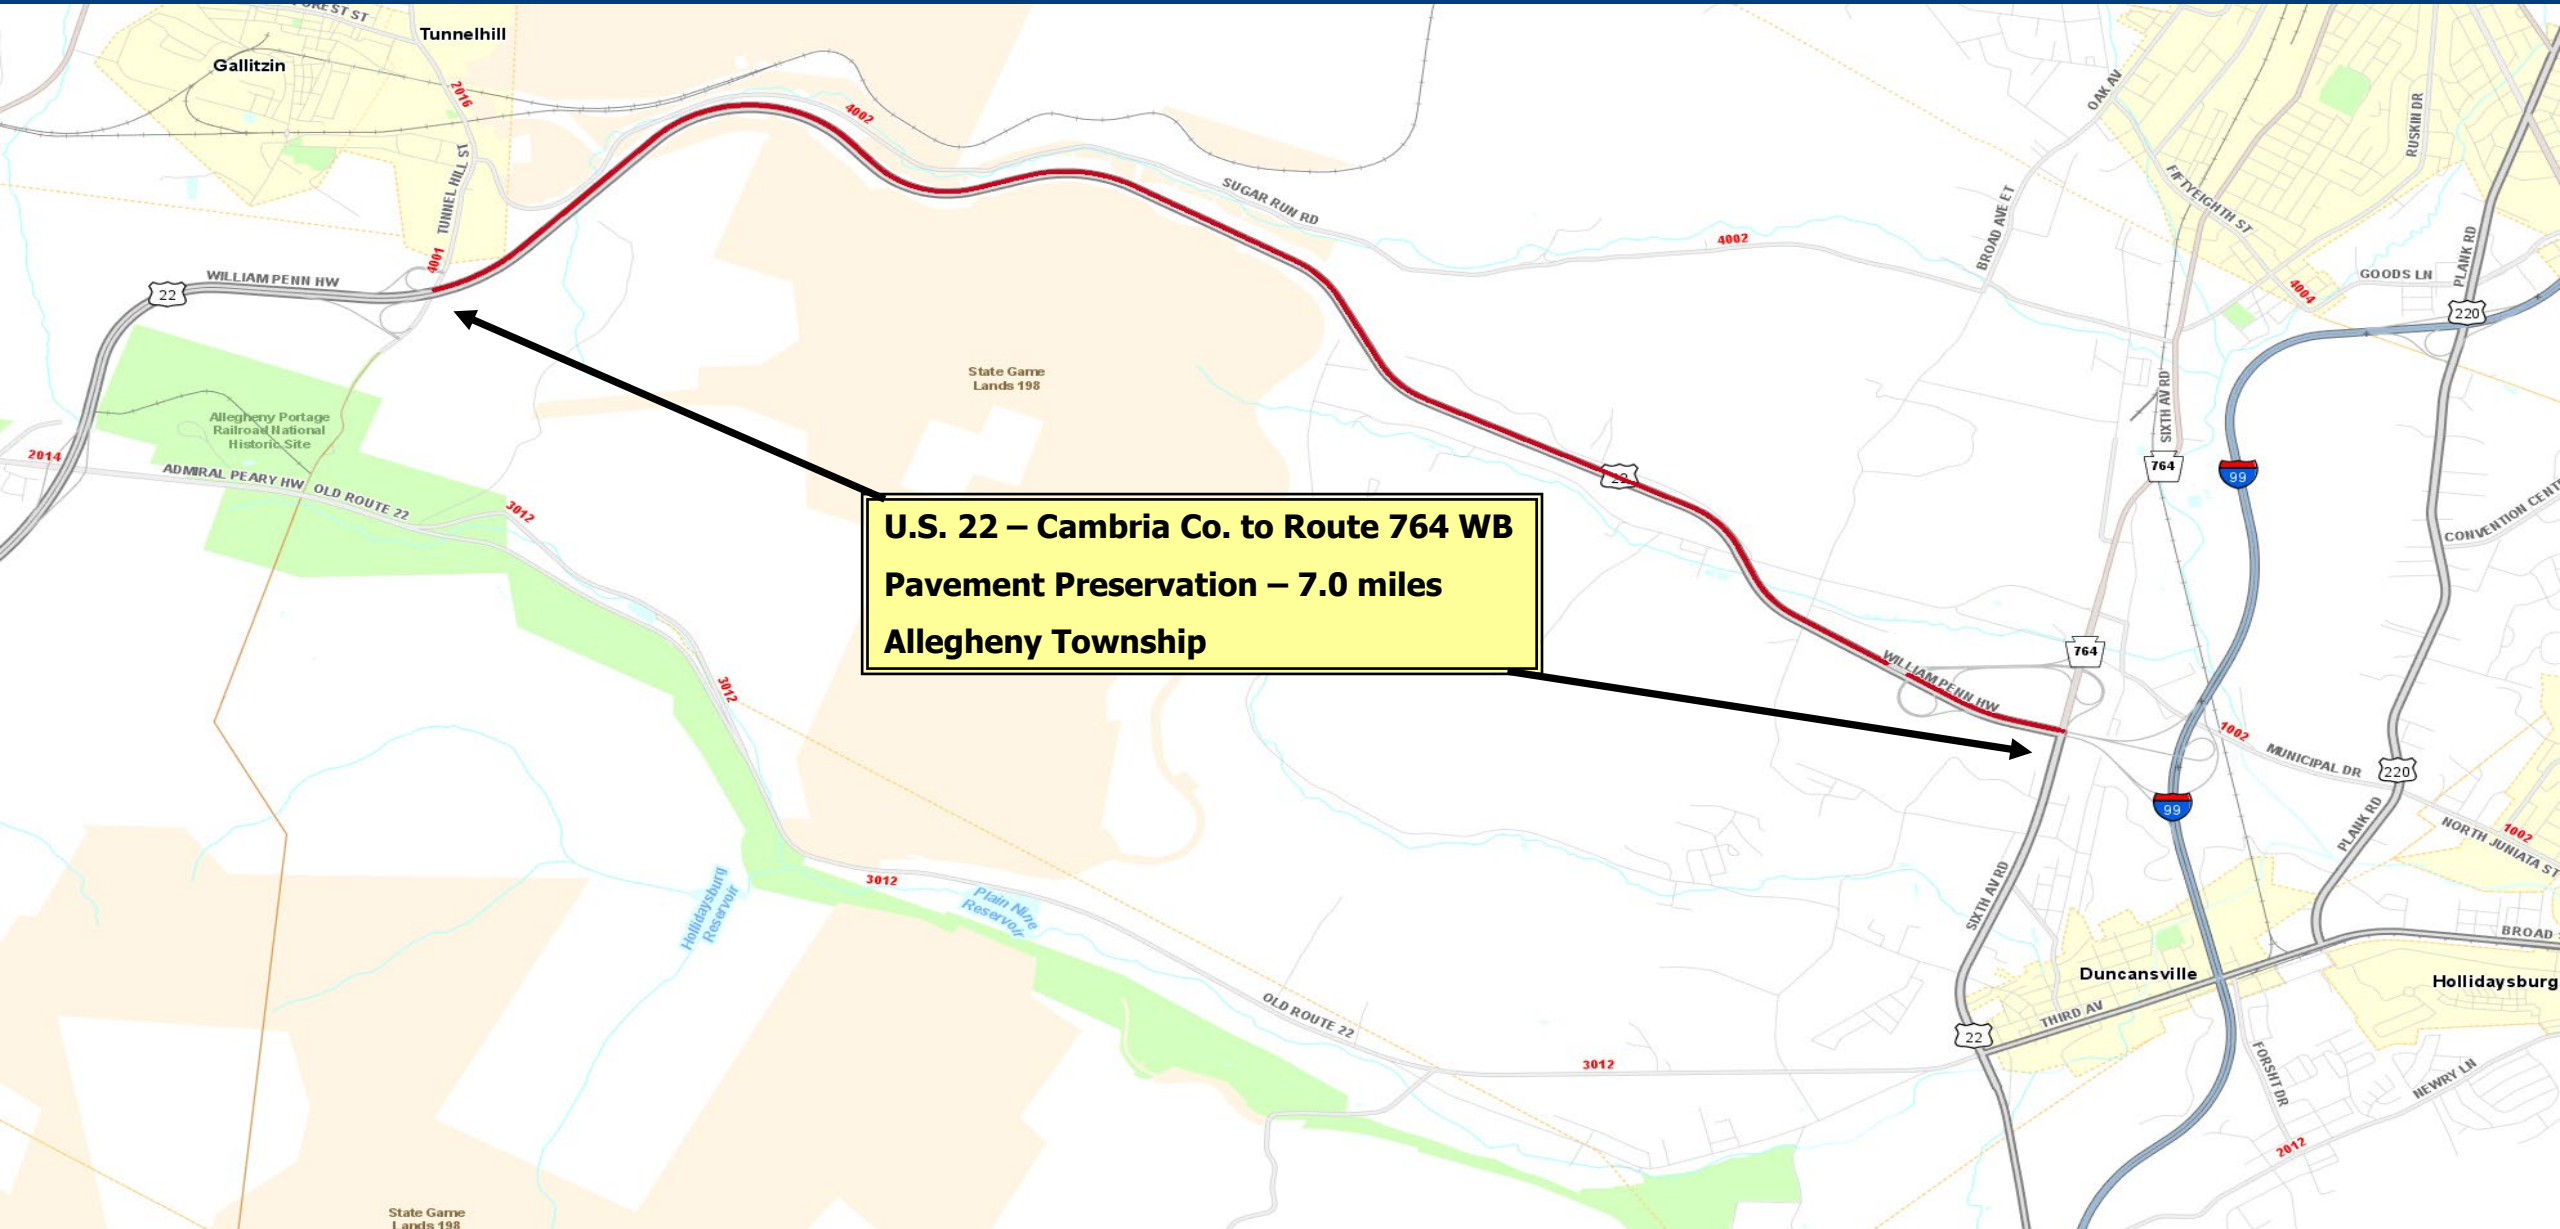 Tunnelhill
Gallitzin
2016
4002
OAK AV
RUSKIN DR
TUNNEL HILL ST
SUGAR RUN RD
FIFTYEIGHTH ST
4002
BROAD AVE ET
4001
PLANK RD
GOODS LN
4004
WILLIAM PENN HW
22
220
State Game
Lands 198
SIXTH AV RD
Allegheny Portage
Railroad National
Historic Site
2014
ADMIRAL PEARY HW
OLD ROUTE 22
3012
764
99
22
U.S. 22 – Cambria Co. to Route 764 WB
Pavement Preservation – 7.0 miles
Allegheny Township
764
WILLIAM PENN HW
3012
1002
MUNICIPAL DR
220
99
PLANK RD
NORTH JUNIATA ST
1002
3012
Hollidaysburg
Reservoir
Plain Nine
Reservoir
SIXTH AV RD
BROAD
Duncansville
Hollidaysburg
THIRD AV
OLD ROUTE 22
22
3012
FORSHT DR
NEWRY LN
2012
State Game
Lands 198